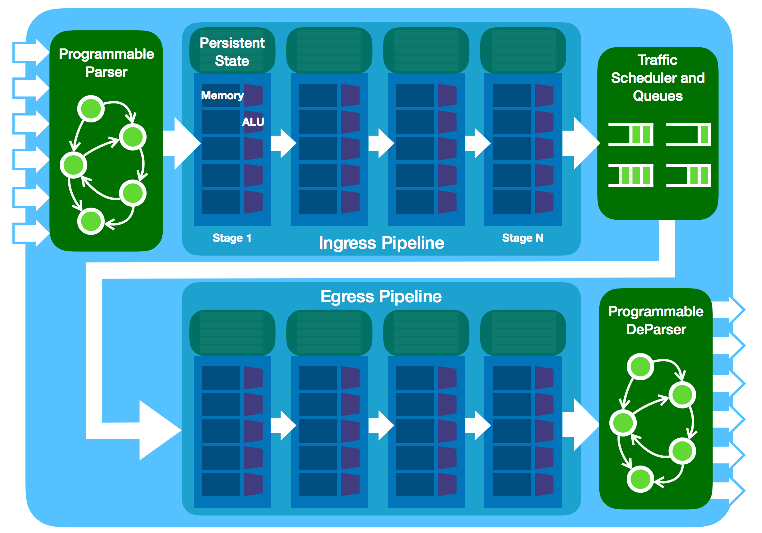 Programmable
Parser
Persistent
State
Memory
ALU
Stage 1
Stage N
Ingress Pipeline
Traffic
Scheduler and
Queues
Egress Pipeline
Programmable
DeParser